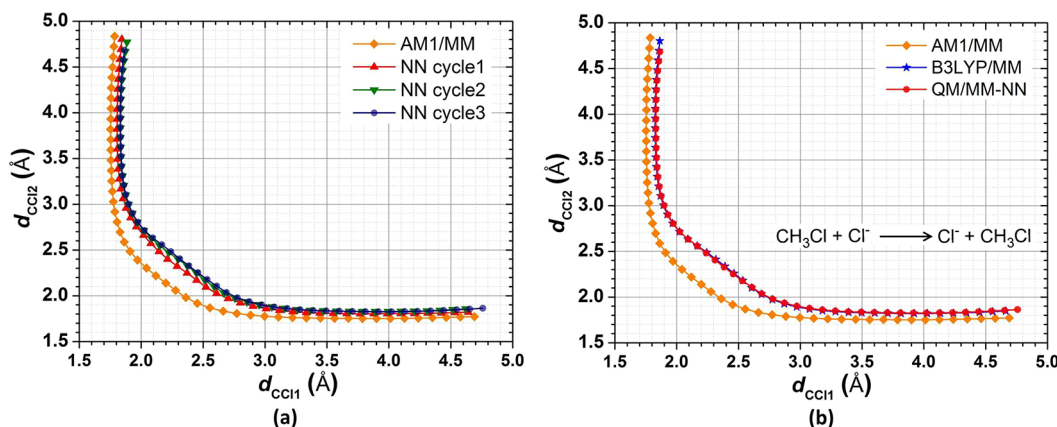 5.0
4.5
4.0
3.5
3.0
2.5
2.0
1.5
d_CCl2 (Å)
AM1/MM
NN cycle1
NN cycle2
NN cycle3
1.5 2.0 2.5 3.0 3.5 4.0 4.5 5.0
d_CCl1 (Å)
(a)
5.0
4.5
4.0
3.5
3.0
2.5
2.0
1.5
d_CCl2 (Å)
AM1/MM
B3LYP/MM
QM/MM-NN
CH₃Cl + Cl⁻ ⟶ Cl⁻ + CH₃Cl
1.5 2.0 2.5 3.0 3.5 4.0 4.5 5.0
d_CCl1 (Å)
(b)